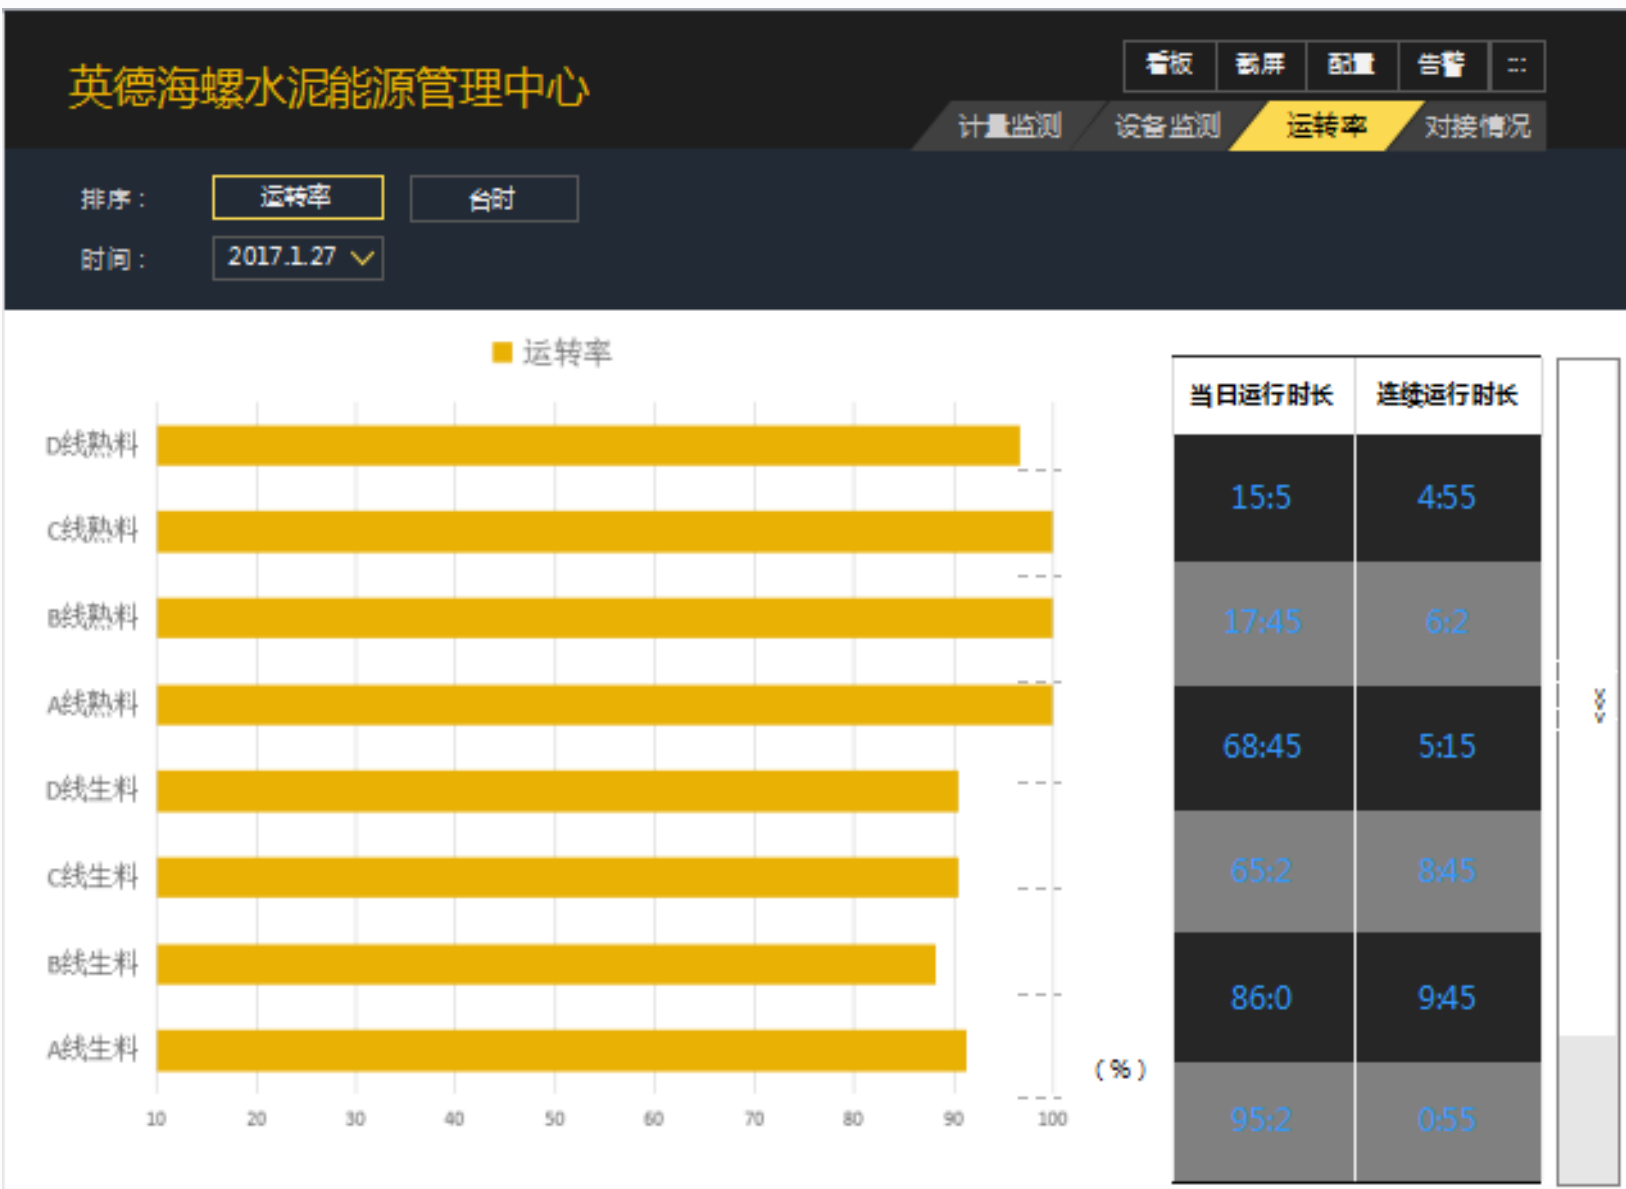 英德海螺水泥能源管理中心
看板 截屏 配置 告警 :::
计量监测 设备监测 运转率 对接情况
排序： 运转率 台时
时间： 2017.1.27
运转率
当日运行时长 连续运行时长
D线熟料
C线熟料
B线熟料
A线熟料
D线生料
C线生料
B线生料
A线生料
10 20 30 40 50 60 70 80 90 100
（%）
15:5 4:55
17:45 6:2
68:45 5:15
65:2 8:45
86:0 9:45
95:2 0:55